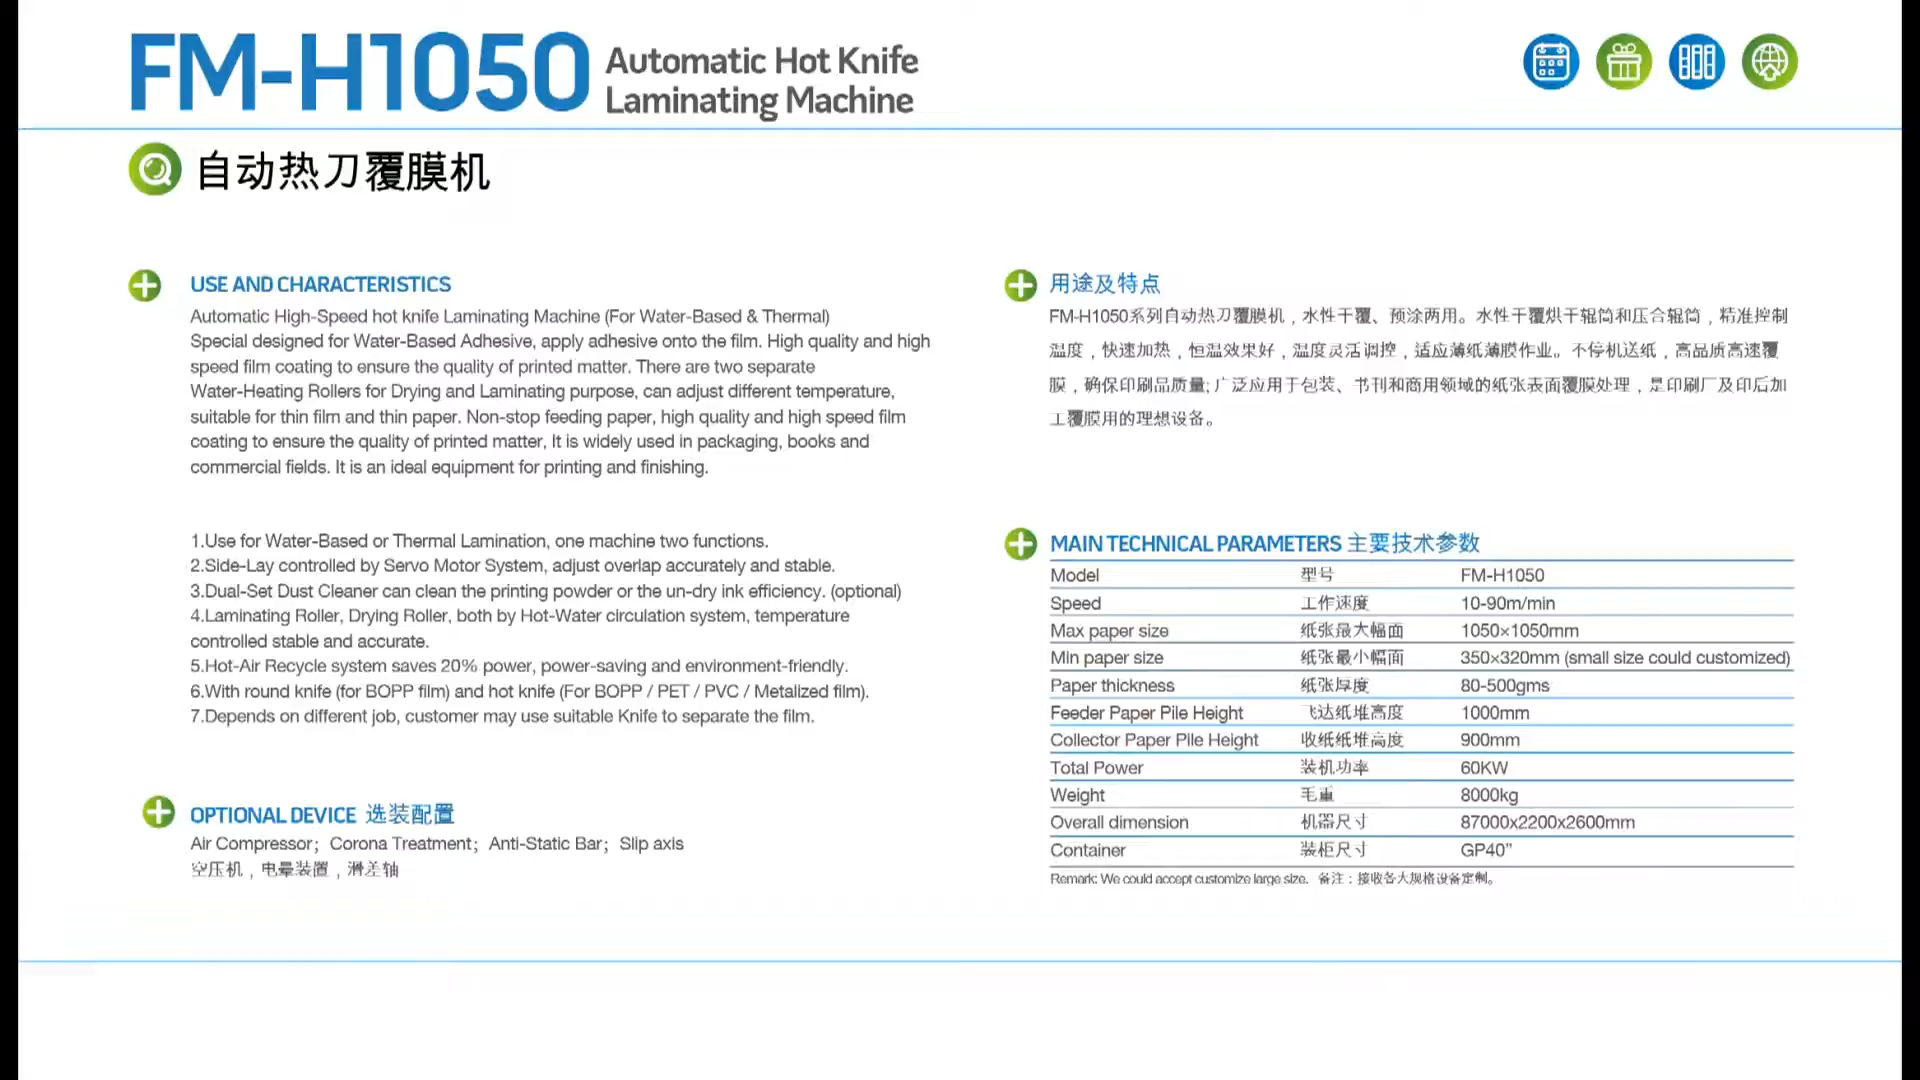 FM-H1050
Automatic Hot Knife
Laminating Machine
自动热刀覆膜机
USE AND CHARACTERISTICS
Automatic High-Speed hot knife Laminating Machine (For Water-Based & Thermal)
Special designed for Water-Based Adhesive, apply adhesive onto the film. High quality and high
speed film coating to ensure the quality of printed matter. There are two separate
Water-Heating Rollers for Drying and Laminating purpose, can adjust different temperature,
suitable for thin film and thin paper. Non-stop feeding paper, high quality and high speed film
coating to ensure the quality of printed matter, It is widely used in packaging, books and
commercial fields. It is an ideal equipment for printing and finishing.
1.Use for Water-Based or Thermal Lamination, one machine two functions.
2.Side-Lay controlled by Servo Motor System, adjust overlap accurately and stable.
3.Dual-Set Dust Cleaner can clean the printing powder or the un-dry ink efficiency. (optional)
4.Laminating Roller, Drying Roller, both by Hot-Water circulation system, temperature
controlled stable and accurate.
5.Hot-Air Recycle system saves 20% power, power-saving and environment-friendly.
6.With round knife (for BOPP film) and hot knife (For BOPP / PET / PVC / Metalized film).
7.Depends on different job, customer may use suitable Knife to separate the film.
OPTIONAL DEVICE 选装配置
Air Compressor；Corona Treatment；Anti-Static Bar；Slip axis
空压机，电晕装置，滑差轴
用途及特点
FM-H1050系列自动热刀覆膜机，水性干覆、预涂两用。水性干覆烘干辊筒和压合辊筒，精准控制
温度，快速加热，恒温效果好，温度灵活调控，适应薄纸薄膜作业。不停机送纸，高品质高速覆
膜，确保印刷品质量;广泛应用于包装、书刊和商用领域的纸张表面覆膜处理，是印刷厂及印后加
工覆膜用的理想设备。
MAIN TECHNICAL PARAMETERS 主要技术参数
Model 型号 FM-H1050
Speed 工作速度 10-90m/min
Max paper size 纸张最大幅面 1050×1050mm
Min paper size 纸张最小幅面 350×320mm (small size could customized)
Paper thickness 纸张厚度 80-500gms
Feeder Paper Pile Height 飞达纸堆高度 1000mm
Collector Paper Pile Height 收纸纸堆高度 900mm
Total Power 装机功率 60KW
Weight 毛重 8000kg
Overall dimension 机器尺寸 87000x2200x2600mm
Container 装柜尺寸 GP40”
Remark: We could accept customize large size. 备注：接收各大规格设备定制。